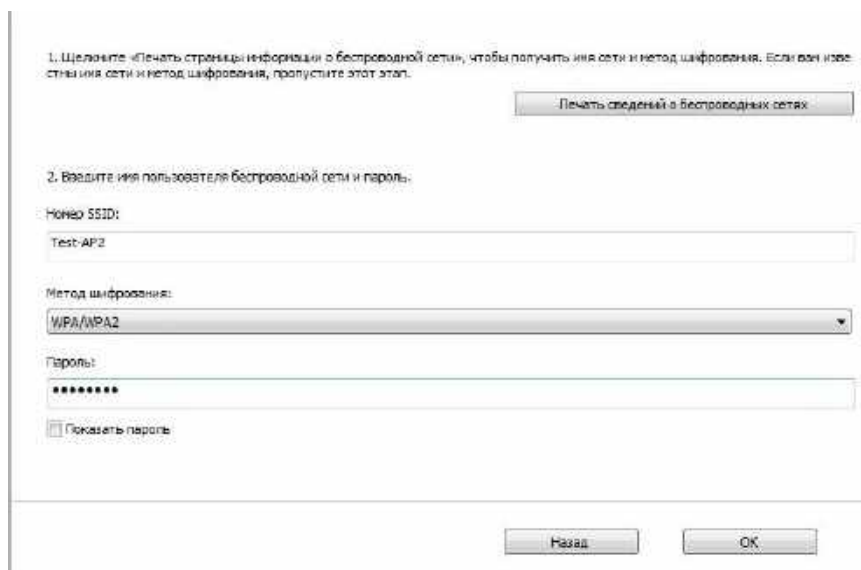 1. Щелкните «Печать страницы информации о беспроводной сети», чтобы получить имя сети и метод шифрования. Если вам изве
стны имя сети и метод шифрования, пропустите этот этап.
Печать сведений о беспроводных сетях
2. Введите имя пользователя беспроводной сети и пароль.
Номер SSID:
Test-AP2
Метод шифрования:
WPA/WPA2
Пароль:
••••••••
Показать пароль
Назад
OK